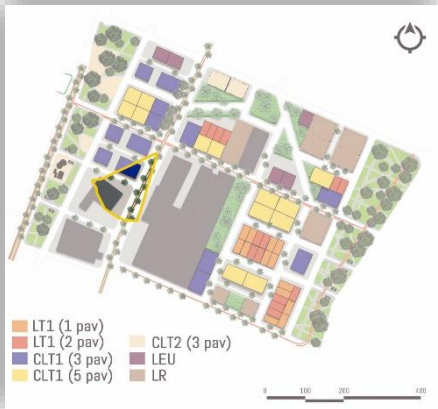 LT1 (1 pav)
LT1 (2 pav)
CLT1 (3 pav)
CLT1 (5 pav)
CLT2 (3 pav)
LEU
LR
0 100 200 400